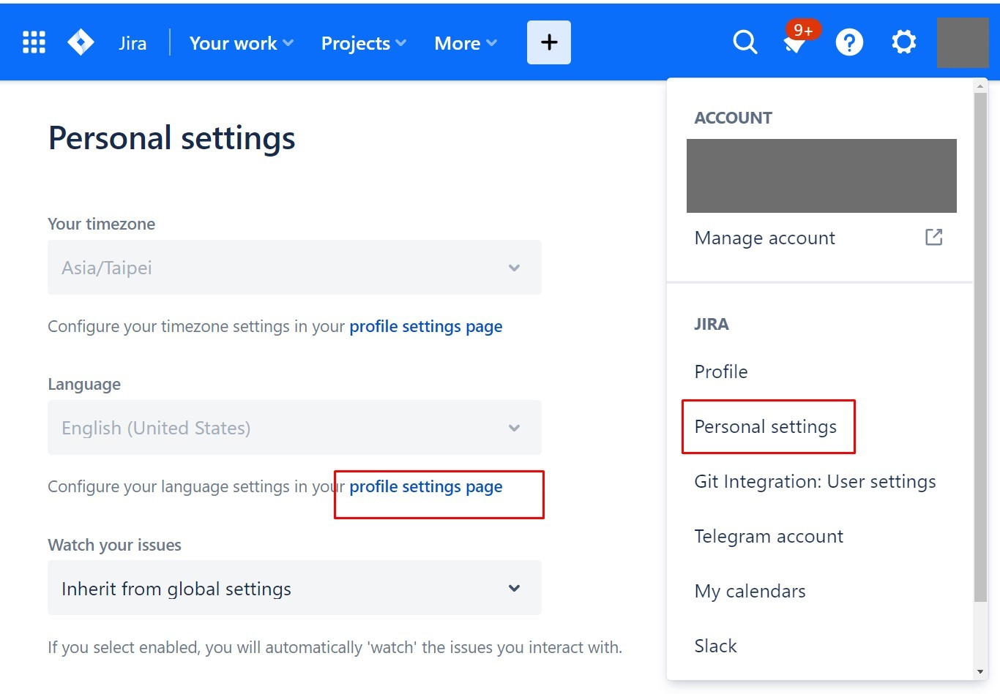 Jira Your work Projects More + 9+ ?
Personal settings
Your timezone
Asia/Taipei
Configure your timezone settings in your profile settings page
Language
English (United States)
Configure your language settings in your profile settings page
Watch your issues
Inherit from global settings
If you select enabled, you will automatically 'watch' the issues you interact with.
ACCOUNT
Manage account
JIRA
Profile
Personal settings
Git Integration: User settings
Telegram account
My calendars
Slack